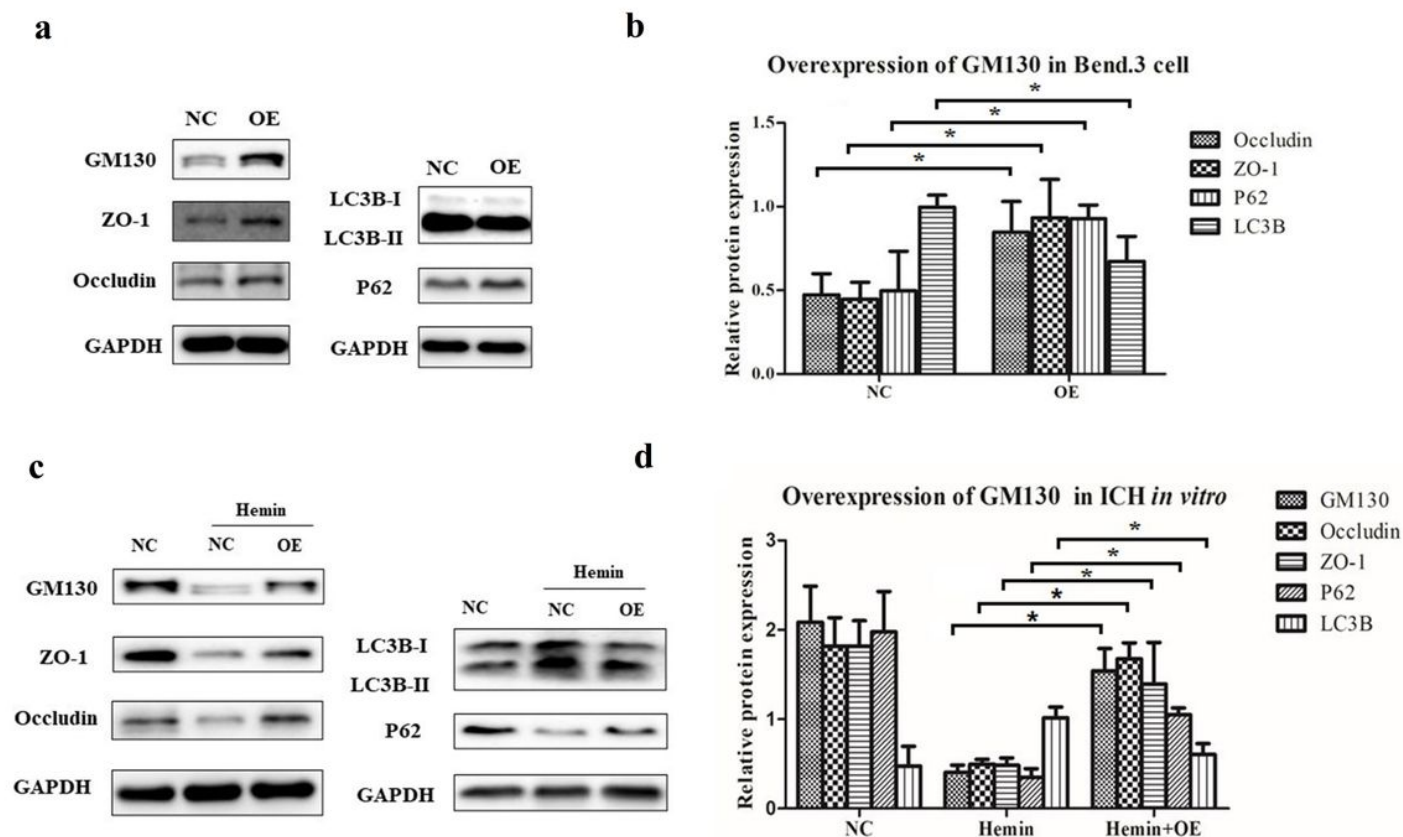 a
NC OE
GM130
ZO-1
Occludin
GAPDH
NC OE
LC3B-I
LC3B-II
P62
GAPDH
b
Overexpression of GM130 in Bend.3 cell
Relative protein expression
1.5
1.0
0.5
0.0
* * * *
NC OE
Occludin
ZO-1
P62
LC3B
c
Hemin
NC NC OE
GM130
ZO-1
Occludin
GAPDH
Hemin
NC NC OE
LC3B-I
LC3B-II
P62
GAPDH
d
Overexpression of GM130 in ICH in vitro
Relative protein expression
3
2
1
0
* * * * *
NC Hemin Hemin+OE
GM130
Occludin
ZO-1
P62
LC3B